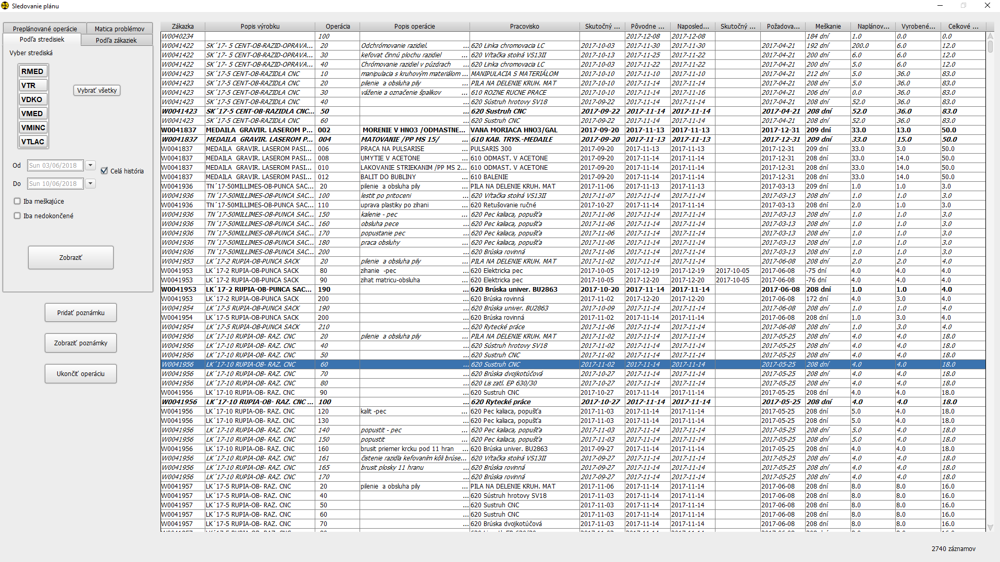 Sledovanie plánu
Preplánované operácie
Matica problémov
Podľa stredisiek
Podľa zákaziek
Vyber strediská
RMED
VTR
VDKO
VMED
VMINC
VTLAC
Vybrať všetky
Od Sun 03/06/2018
Do Sun 10/06/2018
Celá história
Iba meškajúce
Iba nedokončené
Zobraziť
Pridať poznámku
Zobraziť poznámky
Ukončiť operáciu
Zákazka Popis výrobku Operácia Popis operácie Pracovisko Skutočný ... Pôvodne ... Naposled... Skutočný ... Požadova... Meškanie Naplánov... Vyrobené... Celkové ...
W0040234 100 2017-12-08 2017-12-08 184 dní 1.0 0.0 0.0
W0041422 SK´17- 5 CENT-OB-RAZID-OPRAVA... 20 Odchrómovanie razidiel. ... 620 Linka chromovacia LC 2017-10-03 2017-11-30 2017-11-30 2017-04-21 192 dní 200.0 6.0 12.0
W0041422 SK´17- 5 CENT-OB-RAZID-OPRAVA... 30 kefovat činnú plochu razidiel ... 620 Vŕtačka stolná VS13II 2017-10-13 2017-11-25 2017-11-22 2017-04-21 200 dní 6.0 6.0 12.0
W0041422 SK´17- 5 CENT-OB-RAZID-OPRAVA... 40 Chrómovanie razidiel v púzdrach ... 620 Linka chromovacia LC 2017-10-03 2017-11-22 2017-11-22 2017-04-21 200 dní 5.0 6.0 12.0
W0041423 SK´17-5 CENT-OB-RAZIDLA CNC 10 manipulacia s kruhovým materiálom ... MANIPULACIA S MATERIÁLOM 2017-10-10 2017-11-10 2017-11-10 2017-04-21 212 dní 5.0 36.0 83.0
W0041423 SK´17-5 CENT-OB-RAZIDLA CNC 20 pilenie  a obsluha pily ... PILA NA DELENIE KRUH. MAT 2017-10-10 2017-11-14 2017-11-14 2017-04-21 208 dní 5.0 36.0 83.0
W0041423 SK´17-5 CENT-OB-RAZIDLA CNC 30 váženie a označenie špalíkov ... 610 ROZNE RUCNE PRACE 2017-10-10 2017-11-14 2017-11-16 2017-04-21 206 dní 0.0 36.0 83.0
W0041423 SK´17-5 CENT-OB-RAZIDLA CNC 40 ... 620 Sústruh hrotovy SV18 2017-09-22 2017-11-14 2017-11-14 2017-04-21 208 dní 52.0 36.0 83.0
W0041423 SK´17-5 CENT-OB-RAZIDLA CNC... 50 ... 620 Sustruh CNC 2017-09-22 2017-11-14 2017-11-14 2017-04-21 208 dní 52.0 36.0 83.0
W0041423 SK´17-5 CENT-OB-RAZIDLA CNC 60 ... 620 Sustruh CNC 2017-09-22 2017-11-14 2017-11-14 2017-04-21 208 dní 52.0 36.0 83.0
W0041837 MEDAILA  GRAVIR. LASEROM P... 002 MORENIE V HNO3 /ODMASTNE... VANA MORIACA HNO3/GAL 2017-09-20 2017-11-13 2017-11-13 2017-12-31 209 dní 33.0 13.0 50.0
W0041837 MEDAILA  GRAVIR. LASEROM P... 004 MATOVANIE /PP MS 15/ ... 610 KAB. TRYS.-MEDAILE 2017-09-20 2017-11-13 2017-11-13 2017-12-31 209 dní 33.0 15.0 50.0
W0041837 MEDAILA  GRAVIR. LASEROM PASI... 006 PRACA NA PULSARISE ... PULSARIS 300 2017-09-20 2017-11-13 2017-11-13 2017-12-31 209 dní 33.0 3.0 50.0
W0041837 MEDAILA  GRAVIR. LASEROM PASI... 008 UMYTIE V ACETONE ... 610 ODMAST. V ACETONE 2017-09-20 2017-11-13 2017-11-14 2017-12-31 208 dní 33.0 14.0 50.0
W0041837 MEDAILA  GRAVIR. LASEROM PASI... 010 LAKOVANIE STRIEKANIM /PP MS 2... 610 ODMAST. V ACETONE 2017-09-20 2017-11-14 2017-11-14 2017-12-31 208 dní 33.0 14.0 50.0
W0041837 MEDAILA  GRAVIR. LASEROM PASI... 012 BALIT DO BUBLINY ... 610 BALENIE 2017-09-20 2017-11-14 2017-11-14 2017-12-31 208 dní 33.0 14.0 50.0
W0041936 TN´17-50MILLIMES-OB-PUNCA SAC... 20 pilenie  a obsluha pily ... PILA NA DELENIE KRUH. MAT 2017-11-06 2017-11-13 2017-11-13 2017-03-13 209 dní 1.0 1.0 3.0
W0041936 TN´17-50MILLIMES-OB-PUNCA SAC... 100 lestit po pritoceni ... 620 Vŕtačka stolná VS13II 2017-11-07 2017-11-14 2017-11-14 2017-03-13 208 dní 1.0 1.0 3.0
W0041936 TN´17-50MILLIMES-OB-PUNCA SAC... 110 uprava plastiky po zihani ... 620 Retušovanie ručné 2017-10-27 2017-11-14 2017-11-14 2017-03-13 208 dní 2.0 1.0 3.0
W0041936 TN´17-50MILLIMES-OB-PUNCA SAC... 150 kalenie - pec ... 620 Pec kaliaca, popušťa 2017-11-06 2017-11-14 2017-11-14 2017-03-13 208 dní 1.0 1.0 3.0
W0041936 TN´17-50MILLIMES-OB-PUNCA SAC... 160 obsluha pece ... 620 Pec kaliaca, popušťa 2017-11-06 2017-11-14 2017-11-14 2017-03-13 208 dní 1.0 1.0 3.0
W0041936 TN´17-50MILLIMES-OB-PUNCA SAC... 170 popustanie pec ... 620 Pec kaliaca, popušťa 2017-11-06 2017-11-14 2017-11-14 2017-03-13 208 dní 1.0 1.0 3.0
W0041936 TN´17-50MILLIMES-OB-PUNCA SAC... 180 praca obsluhy ... 620 Pec kaliaca, popušťa 2017-11-06 2017-11-14 2017-11-14 2017-03-13 208 dní 1.0 1.0 3.0
W0041936 TN´17-50MILLIMES-OB-PUNCA SAC... 200 ... 620 Brúska rovinná 2017-11-06 2017-11-14 2017-11-14 2017-03-13 208 dní 1.0 1.0 3.0
W0041953 LK´17-2 RUPIA-OB-PUNCA SACK 20 pilenie  a obsluha pily ... PILA NA DELENIE KRUH. MAT 2017-11-02 2017-11-14 2017-11-14 2017-06-08 208 dní 2.0 2.0 4.0
W0041953 LK´17-2 RUPIA-OB-PUNCA SACK 80 zihanie  -pec ... 620 Elektricka pec 2017-10-05 2017-12-19 2017-12-19 2017-10-05 2017-06-08 -75 dní 4.0 4.0 4.0
W0041953 LK´17-2 RUPIA-OB-PUNCA SACK 90 zihat matricu-obsluha ... 620 Elektricka pec 2017-10-05 2017-12-20 2017-12-20 2017-10-05 2017-06-08 -76 dní 4.0 4.0 4.0
W0041953 LK´17-2 RUPIA-OB-PUNCA SAC... 190 ... 620 Brúska univer. BU2863 2017-10-20 2017-11-14 2017-11-14 2017-06-08 208 dní 1.0 1.0 4.0
W0041953 LK´17-2 RUPIA-OB-PUNCA SACK 200 ... 620 Brúska rovinná 2017-11-02 2017-12-20 2017-12-20 2017-06-08 172 dní 4.0 3.0 4.0
W0041954 LK´17-5 RUPIA-OB-PUNCA SACK 190 ... 620 Brúska univer. BU2863 2017-10-09 2017-11-14 2017-11-14 2017-06-08 208 dní 1.0 1.0 4.0
W0041954 LK´17-5 RUPIA-OB-PUNCA SACK 200 ... 620 Brúska rovinná 2017-11-02 2017-11-14 2017-11-14 2017-06-08 208 dní 1.0 3.0 4.0
W0041954 LK´17-5 RUPIA-OB-PUNCA SACK 210 ... 620 Rytecké práce 2017-11-06 2017-11-14 2017-11-14 2017-06-08 208 dní 1.0 3.0 4.0
W0041956 LK´17-10 RUPIA-OB- RAZ. CNC 20 pilenie  a obsluha pily ... PILA NA DELENIE KRUH. MAT 2017-11-02 2017-11-14 2017-11-14 2017-05-25 208 dní 4.0 4.0 18.0
W0041956 LK´17-10 RUPIA-OB- RAZ. CNC 40 ... 620 Sústruh hrotovy SV18 2017-11-02 2017-11-14 2017-11-14 2017-05-25 208 dní 4.0 4.0 18.0
W0041956 LK´17-10 RUPIA-OB- RAZ. CNC 50 ... 620 Sustruh CNC 2017-11-02 2017-11-14 2017-11-14 2017-05-25 208 dní 4.0 4.0 18.0
W0041956 LK´17-10 RUPIA-OB- RAZ. CNC 60 ... 620 Sustruh CNC 2017-11-02 2017-11-14 2017-11-14 2017-05-25 208 dní 4.0 4.0 18.0
W0041956 LK´17-10 RUPIA-OB- RAZ. CNC 70 ... 620 Brúska dvojkotúčová 2017-10-27 2017-11-14 2017-11-14 2017-05-25 208 dní 4.0 4.0 18.0
W0041956 LK´17-10 RUPIA-OB- RAZ. CNC 80 ... 620 Lis zatl. EP 630/30 2017-10-27 2017-11-14 2017-11-14 2017-05-25 208 dní 4.0 4.0 18.0
W0041956 LK´17-10 RUPIA-OB- RAZ. CNC 90 ... 620 Sustruh CNC 2017-10-27 2017-11-14 2017-11-14 2017-05-25 208 dní 4.0 4.0 18.0
W0041956 LK´17-10 RUPIA-OB- RAZ. CNC ... 100 ... 620 Rytecké práce 2017-10-27 2017-11-14 2017-11-14 2017-05-25 208 dní 4.0 4.0 18.0
W0041956 LK´17-10 RUPIA-OB- RAZ. CNC 120 kalit -pec ... 620 Pec kaliaca, popušťa 2017-11-03 2017-11-14 2017-11-14 2017-05-25 208 dní 5.0 4.0 18.0
W0041956 LK´17-10 RUPIA-OB- RAZ. CNC 130 ... 620 Pec kaliaca, popušťa 2017-11-03 2017-11-14 2017-11-14 2017-05-25 208 dní 5.0 4.0 18.0
W0041956 LK´17-10 RUPIA-OB- RAZ. CNC 140 popustit - pec ... 620 Pec kaliaca, popušťa 2017-11-03 2017-11-14 2017-11-14 2017-05-25 208 dní 5.0 4.0 18.0
W0041956 LK´17-10 RUPIA-OB- RAZ. CNC 150 popustit ... 620 Pec kaliaca, popušťa 2017-11-03 2017-11-14 2017-11-14 2017-05-25 208 dní 5.0 4.0 18.0
W0041956 LK´17-10 RUPIA-OB- RAZ. CNC 160 brusit priemer krcku pod 11 hran ... 620 Brúska univer. BU2863 2017-09-27 2017-11-14 2017-11-14 2017-05-25 208 dní 4.0 4.0 18.0
W0041956 LK´17-10 RUPIA-OB- RAZ. CNC 161 čistenie razidla kefovaním kôli brúse... 620 Vŕtačka stolná VS13II 2017-09-27 2017-11-14 2017-11-14 2017-05-25 208 dní 4.0 4.0 18.0
W0041956 LK´17-10 RUPIA-OB- RAZ. CNC 165 brusit plosky 11 hranu ... 620 Brúska rovinná 2017-09-27 2017-11-14 2017-11-14 2017-05-25 208 dní 4.0 4.0 18.0
W0041956 LK´17-10 RUPIA-OB- RAZ. CNC 170 ... 620 Brúska rovinná 2017-09-27 2017-11-14 2017-11-14 2017-05-25 208 dní 4.0 4.0 18.0
W0041957 LK´17-5 RUPIA-OB- RAZ. CNC 20 pilenie  a obsluha pily ... PILA NA DELENIE KRUH. MAT 2017-11-06 2017-11-14 2017-11-14 2017-06-08 208 dní 8.0 8.0 16.0
W0041957 LK´17-5 RUPIA-OB- RAZ. CNC 40 ... 620 Sústruh hrotovy SV18 2017-11-03 2017-11-14 2017-11-14 2017-06-08 208 dní 8.0 8.0 16.0
W0041957 LK´17-5 RUPIA-OB- RAZ. CNC 50 ... 620 Sustruh CNC 2017-11-03 2017-11-14 2017-11-14 2017-06-08 208 dní 8.0 8.0 16.0
W0041957 LK´17-5 RUPIA-OB- RAZ. CNC 60 ... 620 Sustruh CNC 2017-11-03 2017-11-14 2017-11-14 2017-06-08 208 dní 8.0 8.0 16.0
W0041957 LK´17-5 RUPIA-OB- RAZ. CNC 70 ... 620 Brúska dvojkotúčová 2017-11-03 2017-11-14 2017-11-14 2017-06-08 208 dní 8.0 8.0 16.0
2740 záznamov